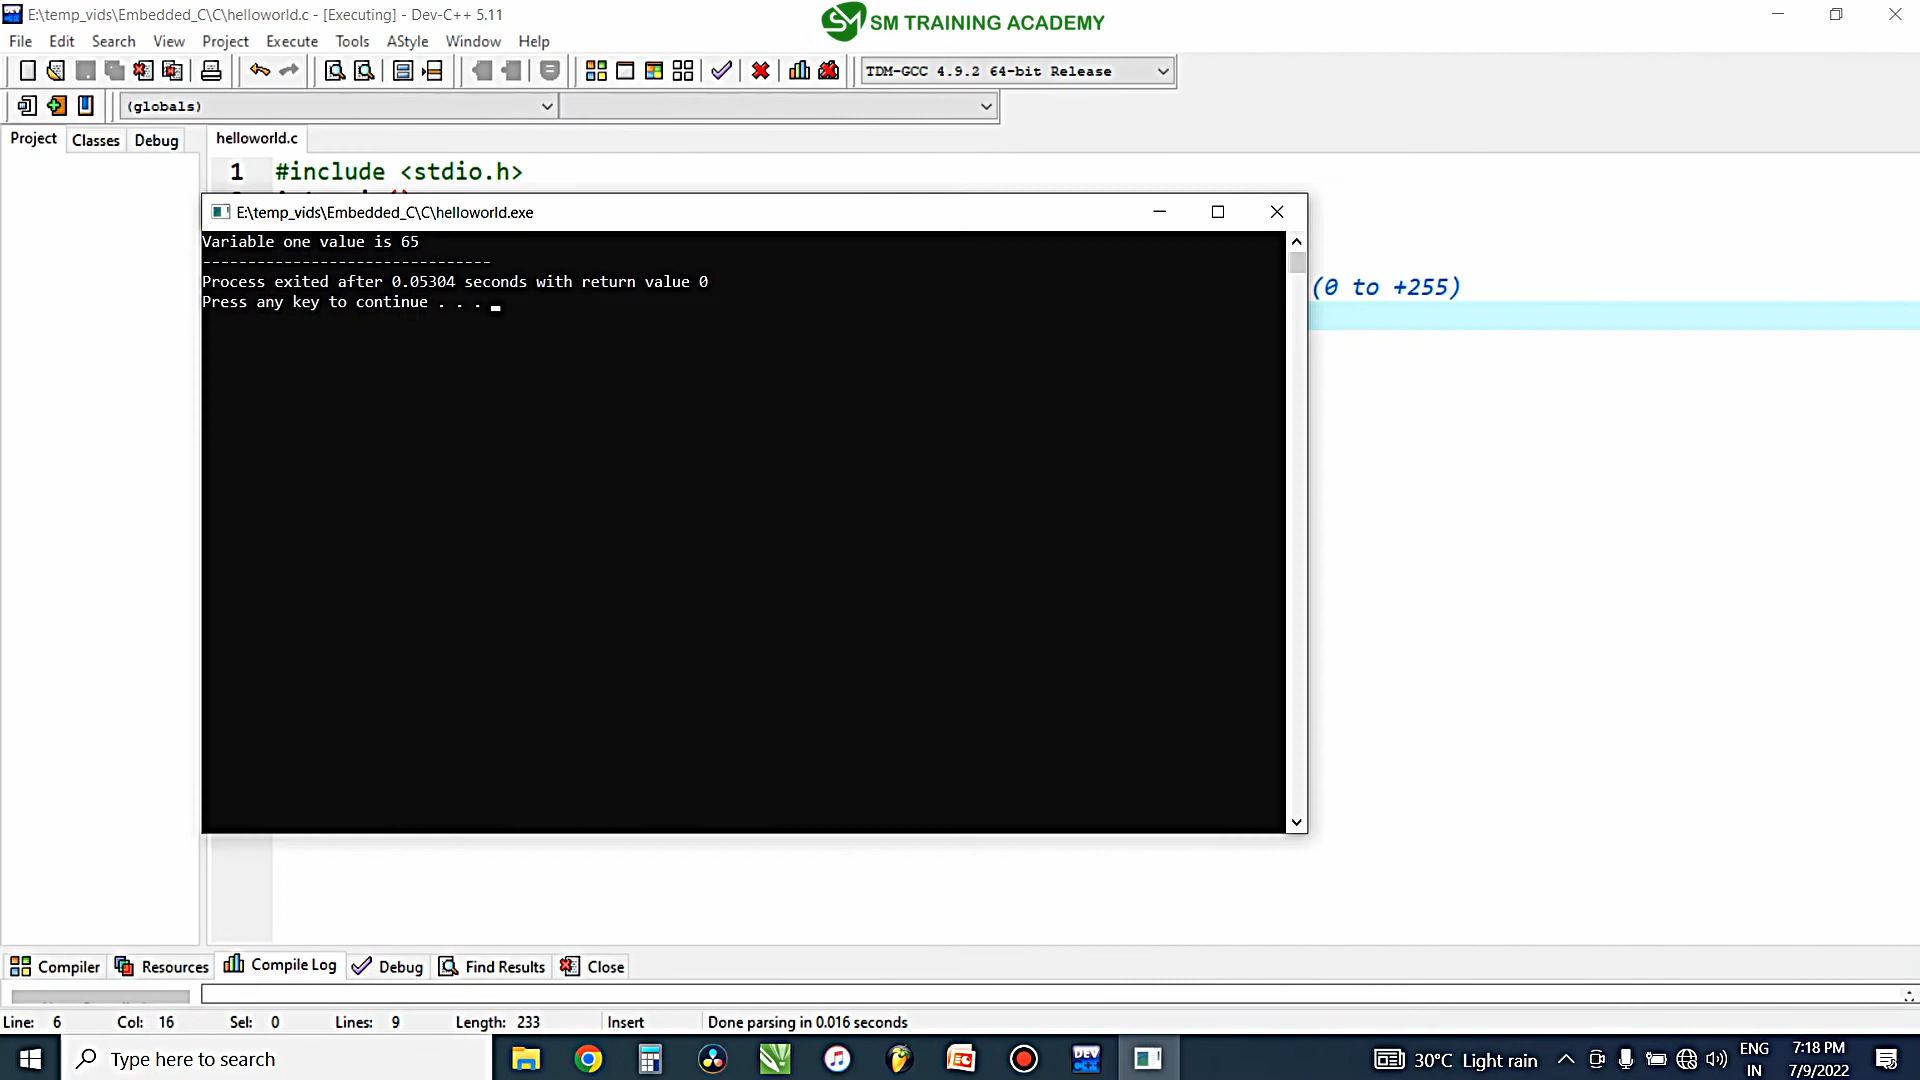 E:\temp_vids\Embedded_C\C\helloworld.c - [Executing] - Dev-C++ 5.11
SM TRAINING ACADEMY
File Edit Search View Project Execute Tools AStyle Window Help
TDM-GCC 4.9.2 64-bit Release
(globals)
Project Classes Debug helloworld.c
1 #include <stdio.h>
E:\temp_vids\Embedded_C\C\helloworld.exe
Variable one value is 65
--------------------------------
Process exited after 0.05304 seconds with return value 0
Press any key to continue . . .
(0 to +255)
Compiler Resources Compile Log Debug Find Results Close
Line: 6 Col: 16 Sel: 0 Lines: 9 Length: 233 Insert Done parsing in 0.016 seconds
Type here to search
DEV
30°C Light rain
ENG
IN
7:18 PM
7/9/2022